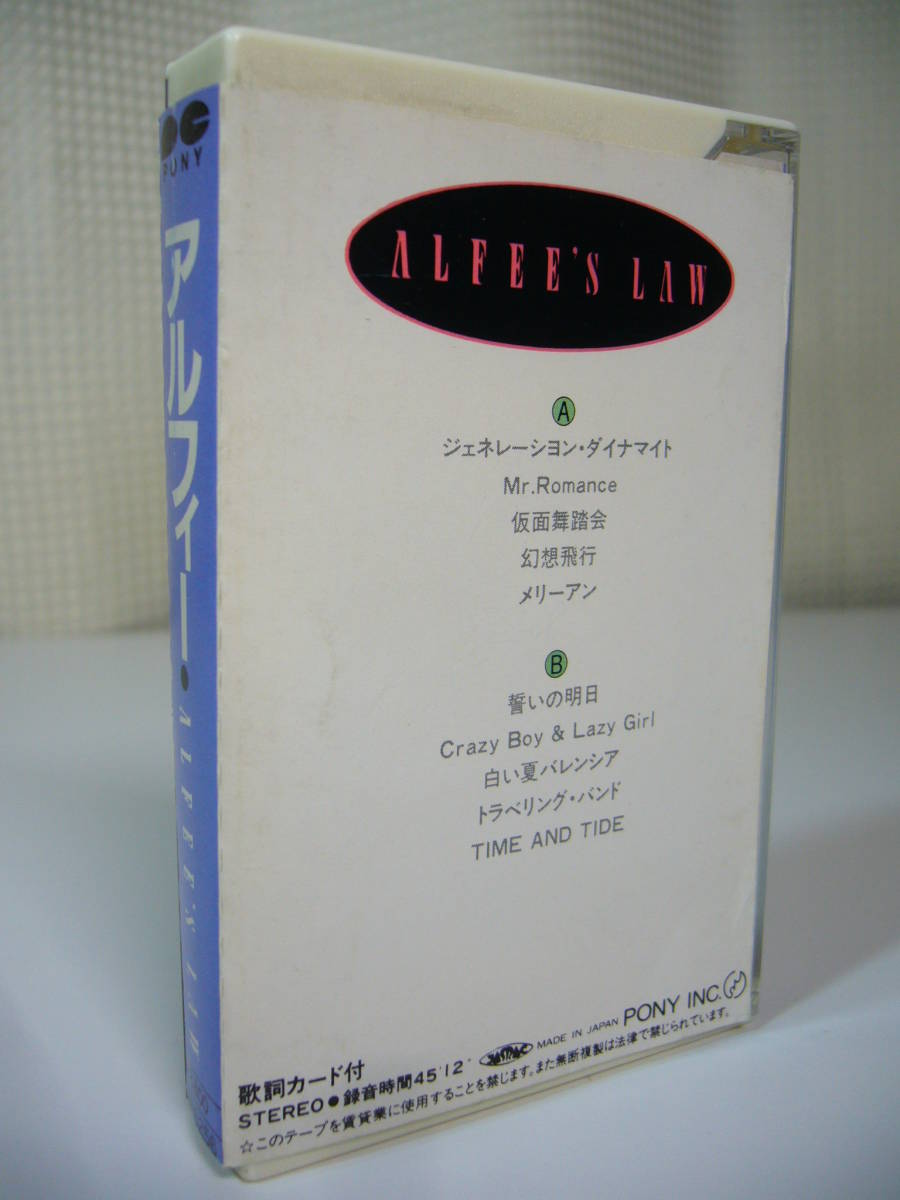 PONY
アルフィー・ALFEE'S LAW
ALFEE'S LAW
A
ジェネレーション・ダイナマイト
Mr.Romance
仮面舞踏会
幻想飛行
メリーアン
B
誓いの明日
Crazy Boy & Lazy Girl
白い夏バレンシア
トラベリング・バンド
TIME AND TIDE
歌詞カード付
STEREO●録音時間45'12" JASRAC MADE IN JAPAN PONY INC.
☆このテープを賃貸業に使用することを禁じます。また無断複製は法律で禁じられています。